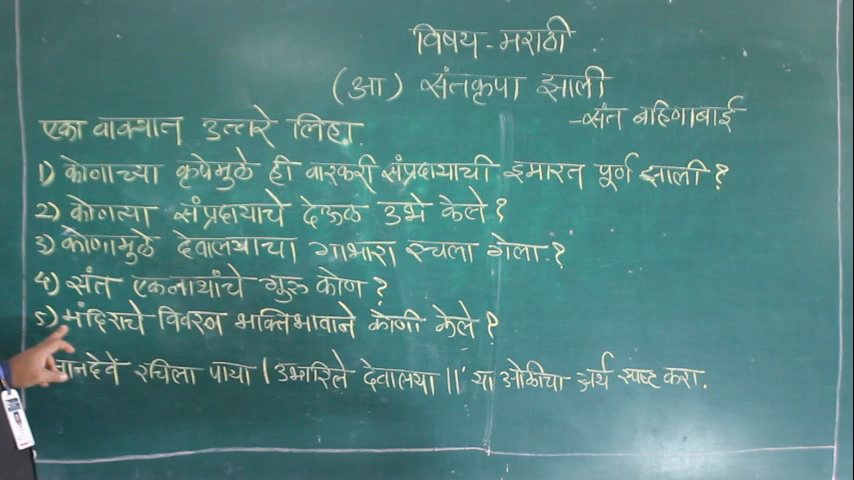 विषय - मराठी
(आ) संतकृपा झाली
- संत बहिणाबाई
एका वाक्यात उत्तरे लिहा.
1) कोणाच्या कृपेमुळे ही वारकरी संप्रदायाची इमारत पूर्ण झाली?
2) कोणत्या संप्रदायाचे देऊळ उभे केले?
3) कोणामुळे देवालयाचा गाभारा रचला गेला.?
4) संत एकनाथांचे गुरु कोण?
5) मंदिराचे विवरण भक्तिभावाने कोणी केले?
ज्ञानदेवें रचिला पाया। उभारिले देवालया॥' या ओळीचा अर्थ स्पष्ट करा.